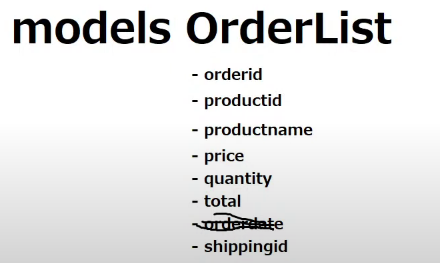 models OrderList
- orderid
- productid
- productname
- price
- quantity
- total
- orderdate
- shippingid